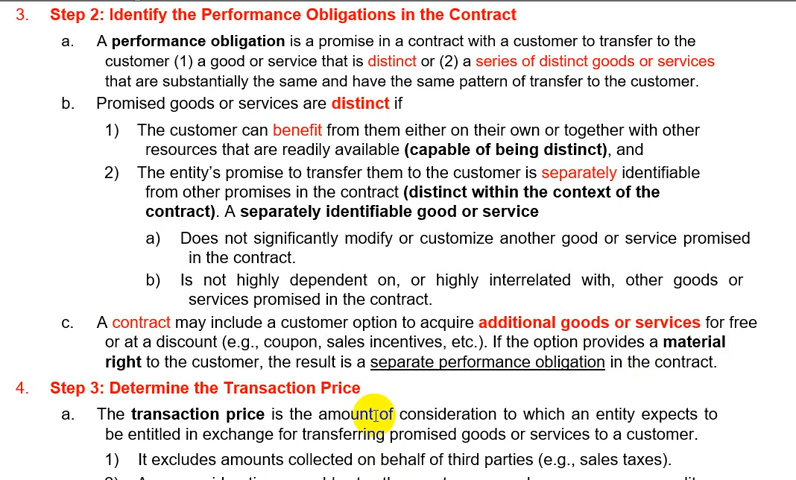 3. Step 2: Identify the Performance Obligations in the Contract
a. A performance obligation is a promise in a contract with a customer to transfer to the
customer (1) a good or service that is distinct or (2) a series of distinct goods or services
that are substantially the same and have the same pattern of transfer to the customer.
b. Promised goods or services are distinct if
1) The customer can benefit from them either on their own or together with other
resources that are readily available (capable of being distinct), and
2) The entity's promise to transfer them to the customer is separately identifiable
from other promises in the contract (distinct within the context of the
contract). A separately identifiable good or service
a) Does not significantly modify or customize another good or service promised
in the contract.
b) Is not highly dependent on, or highly interrelated with, other goods or
services promised in the contract.
c. A contract may include a customer option to acquire additional goods or services for free
or at a discount (e.g., coupon, sales incentives, etc.). If the option provides a material
right to the customer, the result is a separate performance obligation in the contract.
4. Step 3: Determine the Transaction Price
a. The transaction price is the amount of consideration to which an entity expects to
be entitled in exchange for transferring promised goods or services to a customer.
1) It excludes amounts collected on behalf of third parties (e.g., sales taxes).